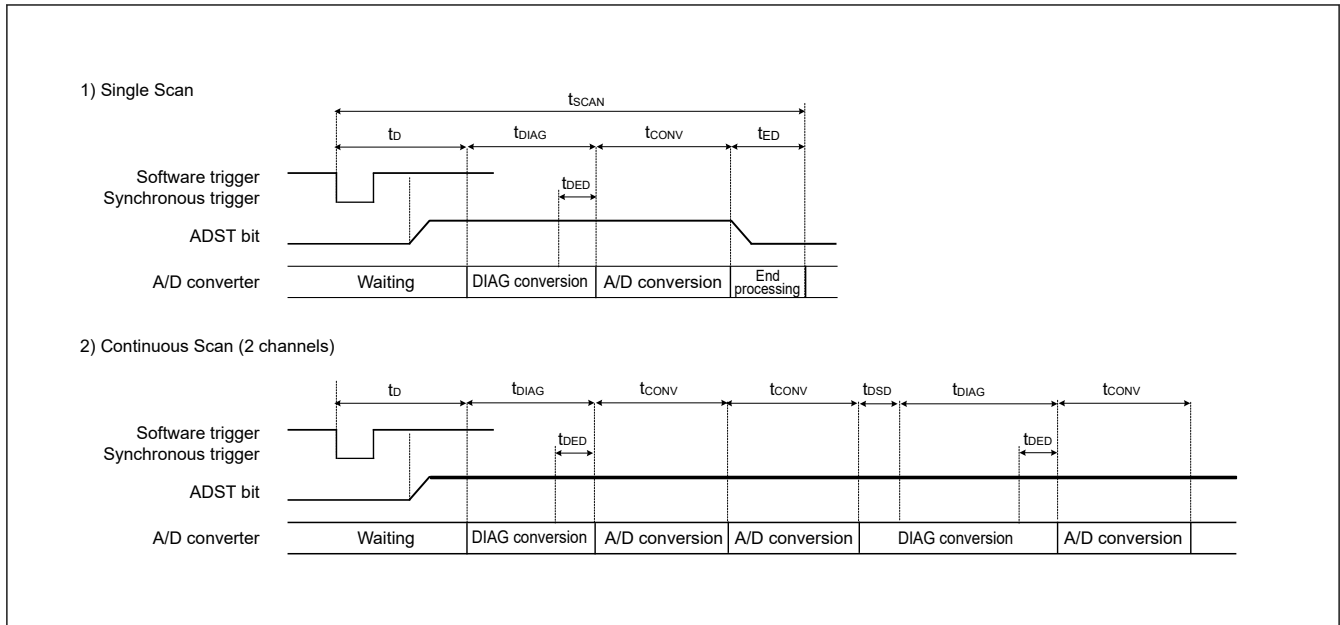 1) Single Scan
tSCAN
tD tDIAG tCONV tED
Software trigger
Synchronous trigger
tDED
ADST bit
A/D converter Waiting DIAG conversion A/D conversion End processing
2) Continuous Scan (2 channels)
tD tDIAG tCONV tCONV tDSD tDIAG tCONV
Software trigger
Synchronous trigger
tDED tDED
ADST bit
A/D converter Waiting DIAG conversion A/D conversion A/D conversion DIAG conversion A/D conversion